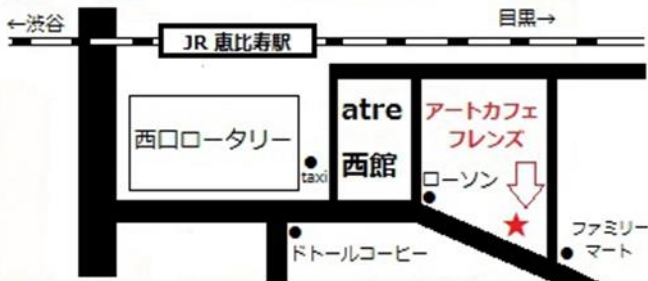 ←渋谷
目黒→
JR 恵比寿駅
西口ロータリー
taxi
atre
西館
アートカフェ
フレンズ
ローソン
ドトールコーヒー
ファミリー
マート